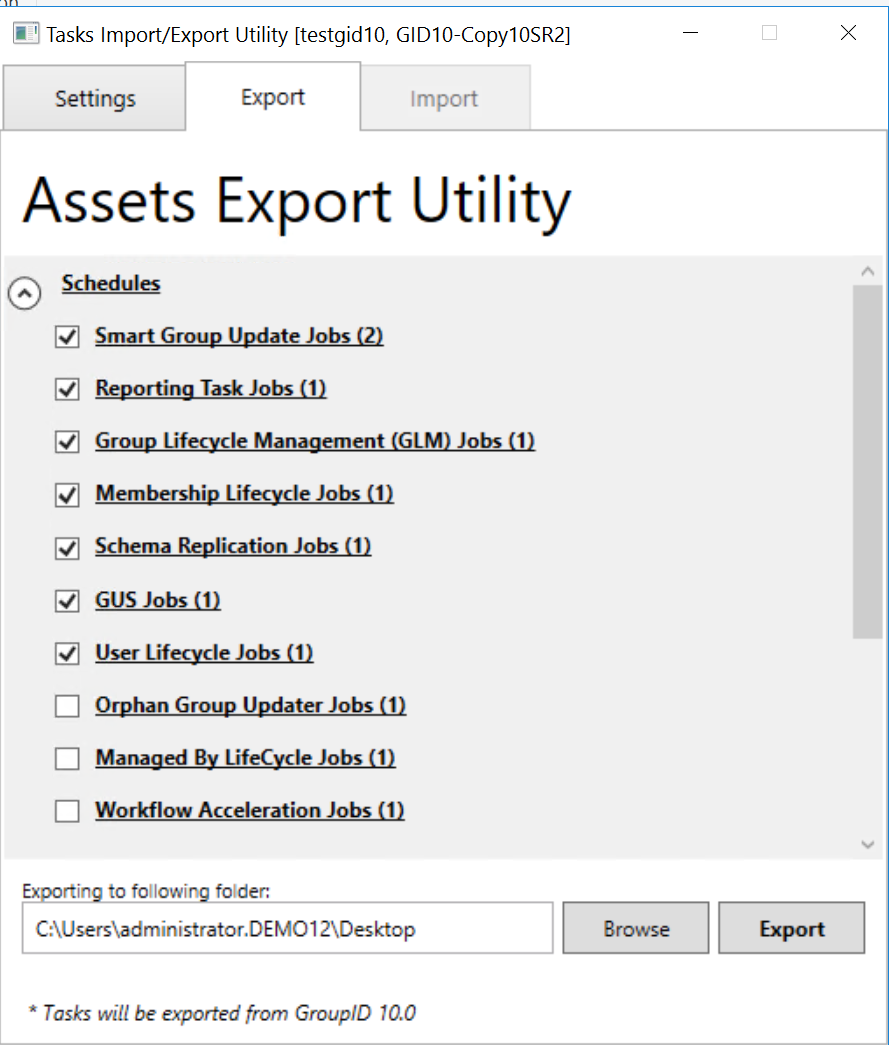 Tasks Import/Export Utility [testgid10, GID10-Copy10SR2]
Settings
Export
Import
Assets Export Utility
Schedules
Smart Group Update Jobs (2)
Reporting Task Jobs (1)
Group Lifecycle Management (GLM) Jobs (1)
Membership Lifecycle Jobs (1)
Schema Replication Jobs (1)
GUS Jobs (1)
User Lifecycle Jobs (1)
Orphan Group Updater Jobs (1)
Managed By LifeCycle Jobs (1)
Workflow Acceleration Jobs (1)
Exporting to following folder:
C:\Users\administrator.DEMO12\Desktop
Browse
Export
* Tasks will be exported from GroupID 10.0